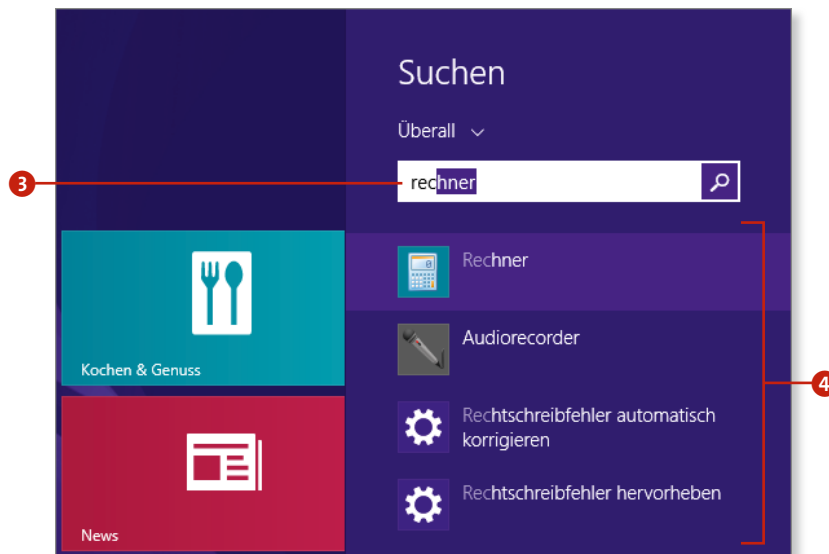 Suchen
Überall
3
rechner
Rechner
Audiorecorder
Kochen & Genuss
4
Rechtschreibfehler automatisch
korrigieren
Rechtschreibfehler hervorheben
News